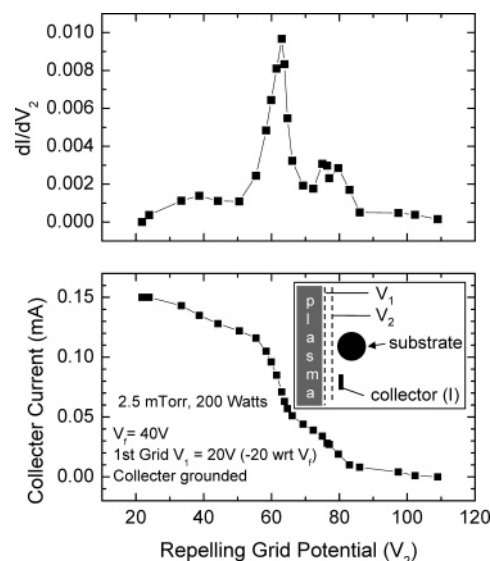 0.010
0.008
0.006
0.004
0.002
0.000
dI/dV2
0.15
0.10
0.05
0.00
Collecter Current (mA)
plasma
V1
V2
substrate
collector (I)
2.5 mTorr, 200 Watts
Vf= 40V
1st Grid V1 = 20V (-20 wrt Vf)
Collecter grounded
20 40 60 80 100 120
Repelling Grid Potential (V2)